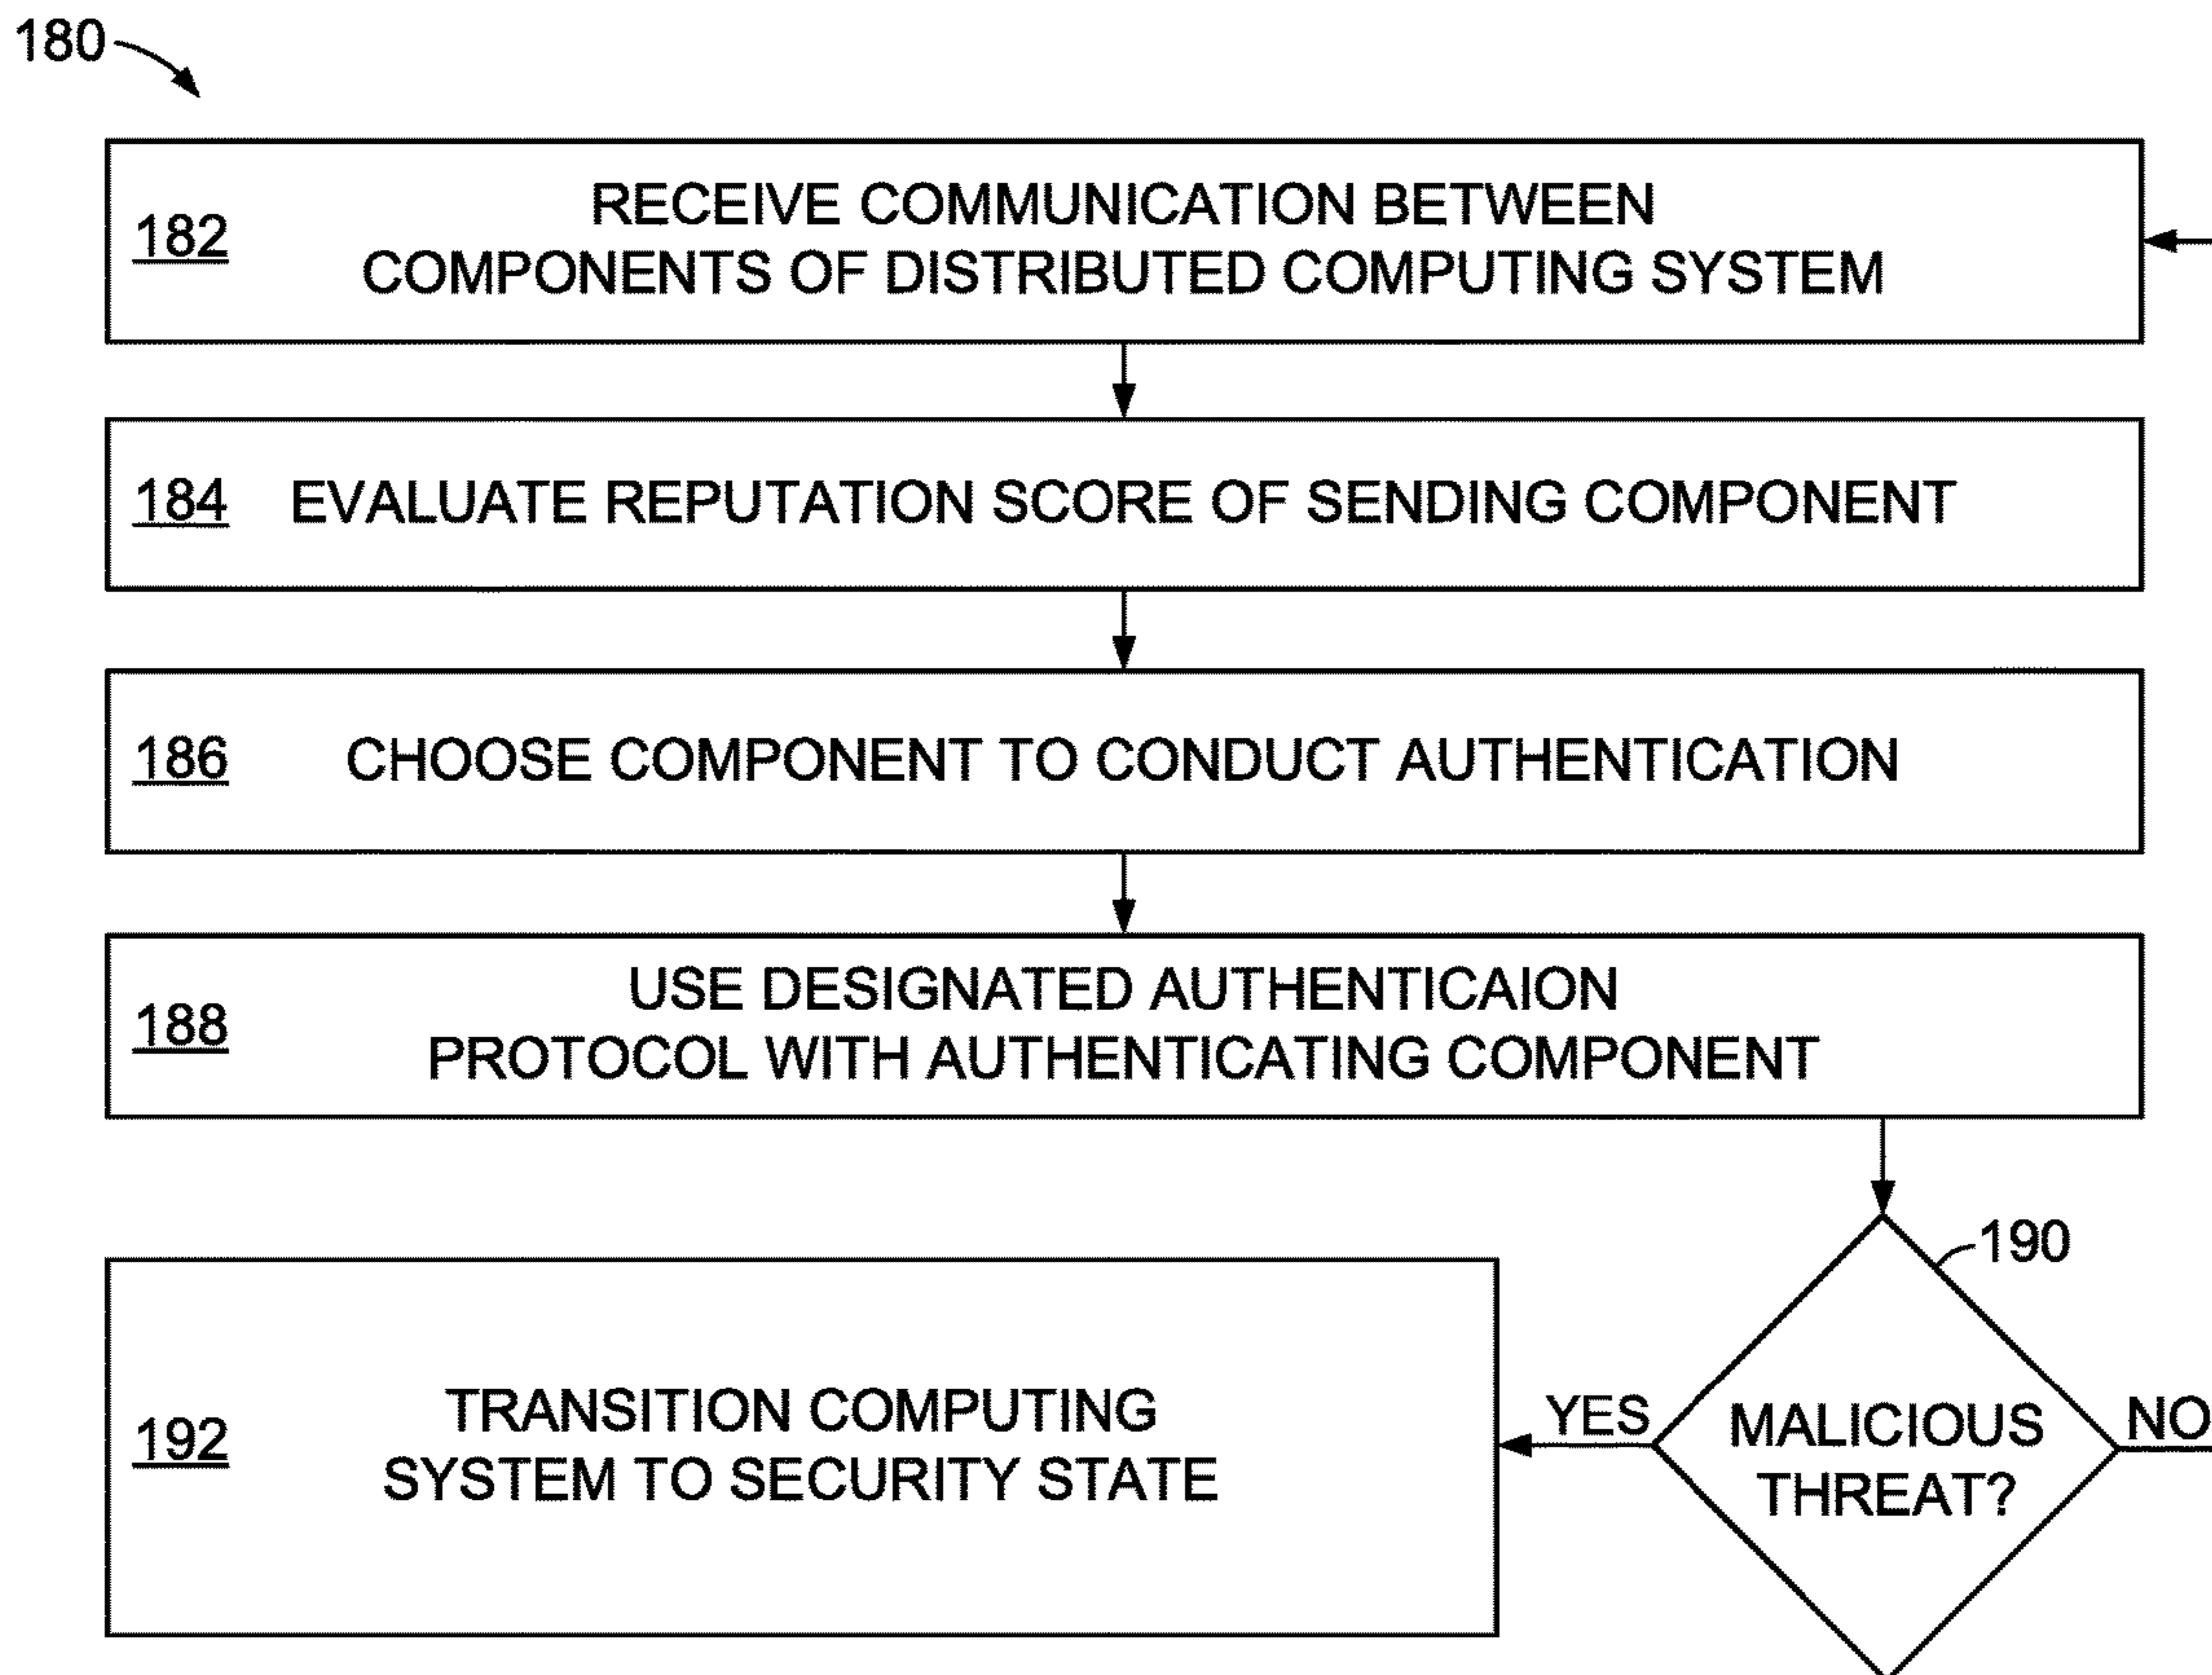 180
182
RECEIVE COMMUNICATION BETWEEN
COMPONENTS OF DISTRIBUTED COMPUTING SYSTEM
184 EVALUATE REPUTATION SCORE OF SENDING COMPONENT
186 CHOOSE COMPONENT TO CONDUCT AUTHENTICATION
188
USE DESIGNATED AUTHENTICAION
PROTOCOL WITH AUTHENTICATING COMPONENT
190
192
TRANSITION COMPUTING
SYSTEM TO SECURITY STATE
YES
MALICIOUS
THREAT?
NO